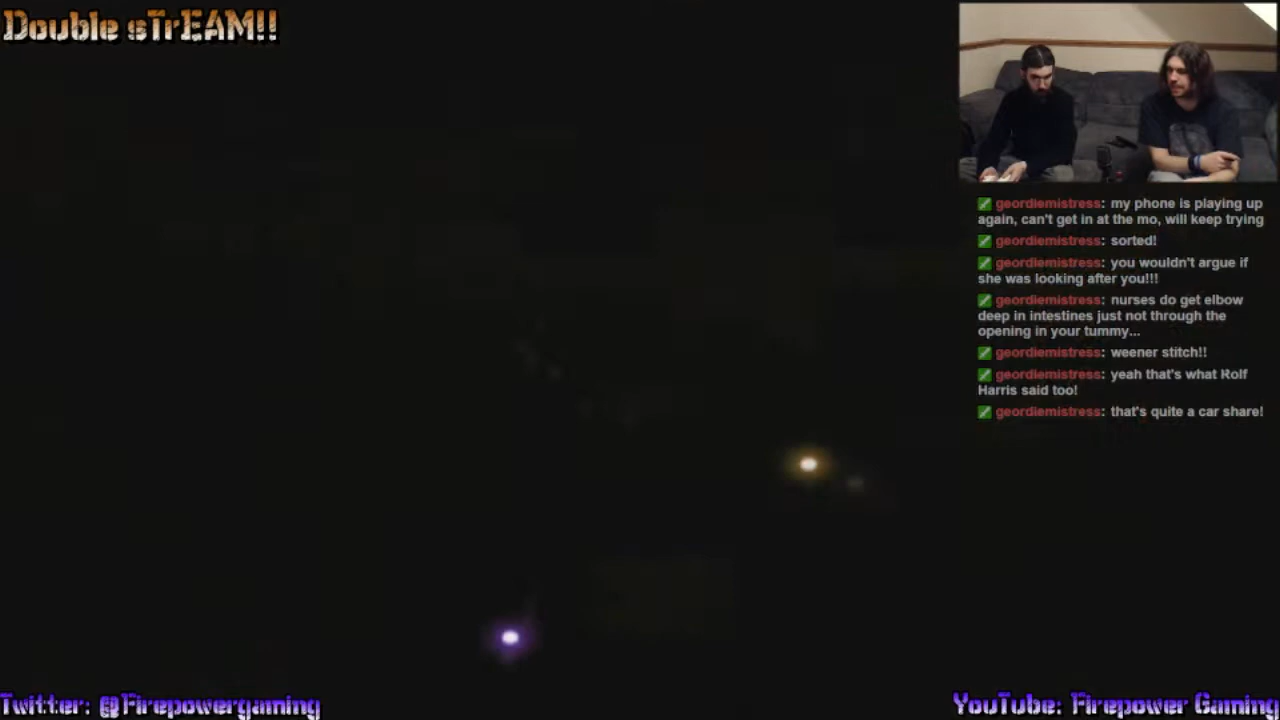 Double sTrEAM!!
geordiemistress: my phone is playing up
again, can't get in at the mo, will keep trying
geordiemistress: sorted!
geordiemistress: you wouldn't argue if
she was looking after you!!!
geordiemistress: nurses do get elbow
deep in intestines just not through the
opening in your tummy...
geordiemistress: weener stitch!!
geordiemistress: yeah that's what Rolf
Harris said too!
geordiemistress: that's quite a car share!
Twitter: @Firepowergaming
YouTube: Firepower Gaming